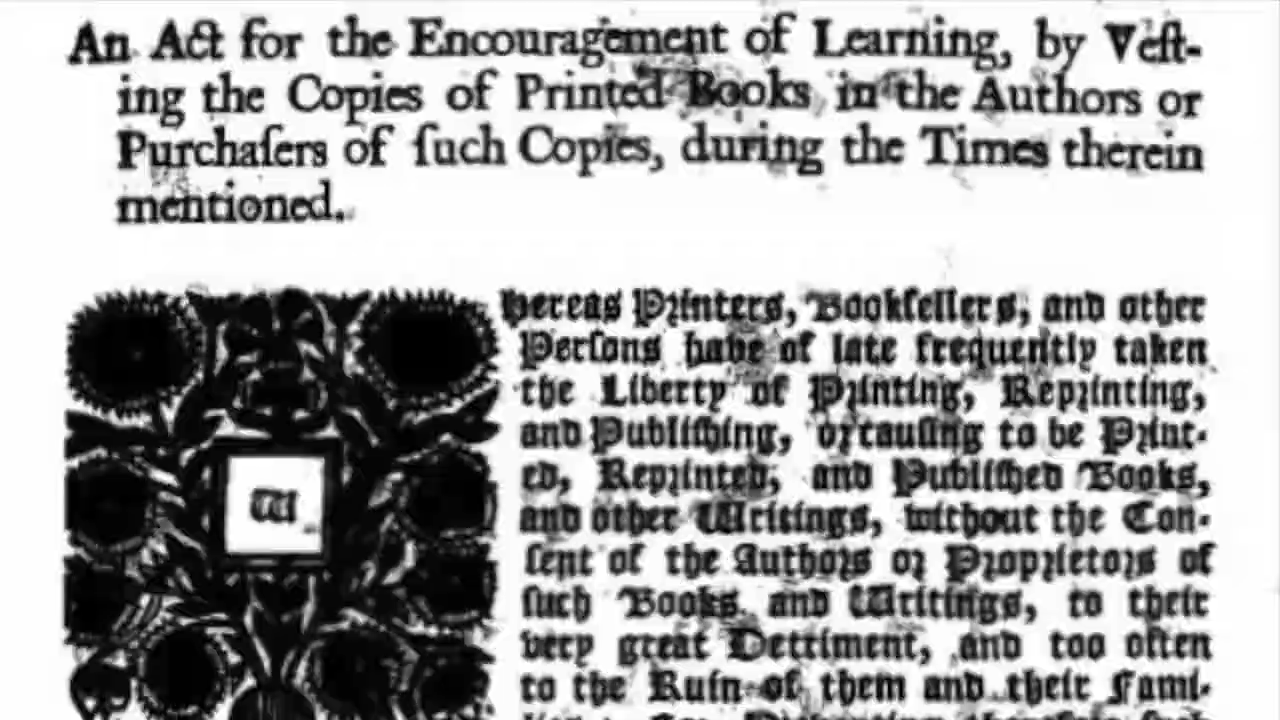 An Act for the Encouragement of Learning, by Veſt-
ing the Copies of Printed Books in the Authors or
Purchaſers of ſuch Copies, during the Times therein
mentioned.
Whereas Printers, Bookſellers, and other
Perſons have of late frequently taken
the Liberty of Printing, Reprinting,
and Publiſhing, or cauſing to be Print-
ed, Reprinted, and Publiſhed Books,
and other Writings, without the Con-
ſent of the Authors or Proprietors of
ſuch Books and Writings, to their
very great Detriment, and too often
to the Ruin of them and their Fami-